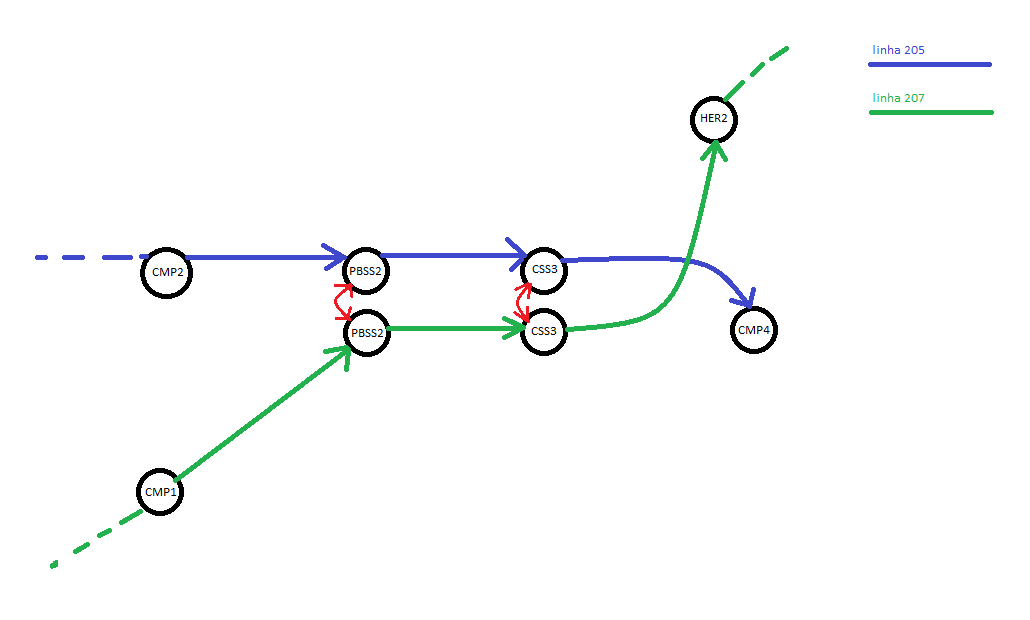 linha 205
linha 207
HER2
CMP2
PBSS2
CSS3
PBSS2
CSS3
CMP4
CMP1